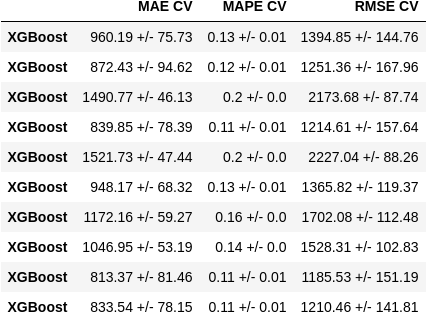 MAE CV MAPE CV RMSE CV
XGBoost 960.19 +/- 75.73 0.13 +/- 0.01 1394.85 +/- 144.76
XGBoost 872.43 +/- 94.62 0.12 +/- 0.01 1251.36 +/- 167.96
XGBoost 1490.77 +/- 46.13 0.2 +/- 0.0 2173.68 +/- 87.74
XGBoost 839.85 +/- 78.39 0.11 +/- 0.01 1214.61 +/- 157.64
XGBoost 1521.73 +/- 47.44 0.2 +/- 0.0 2227.04 +/- 88.26
XGBoost 948.17 +/- 68.32 0.13 +/- 0.01 1365.82 +/- 119.37
XGBoost 1172.16 +/- 59.27 0.16 +/- 0.0 1702.08 +/- 112.48
XGBoost 1046.95 +/- 53.19 0.14 +/- 0.0 1528.31 +/- 102.83
XGBoost 813.37 +/- 81.46 0.11 +/- 0.01 1185.53 +/- 151.19
XGBoost 833.54 +/- 78.15 0.11 +/- 0.01 1210.46 +/- 141.81